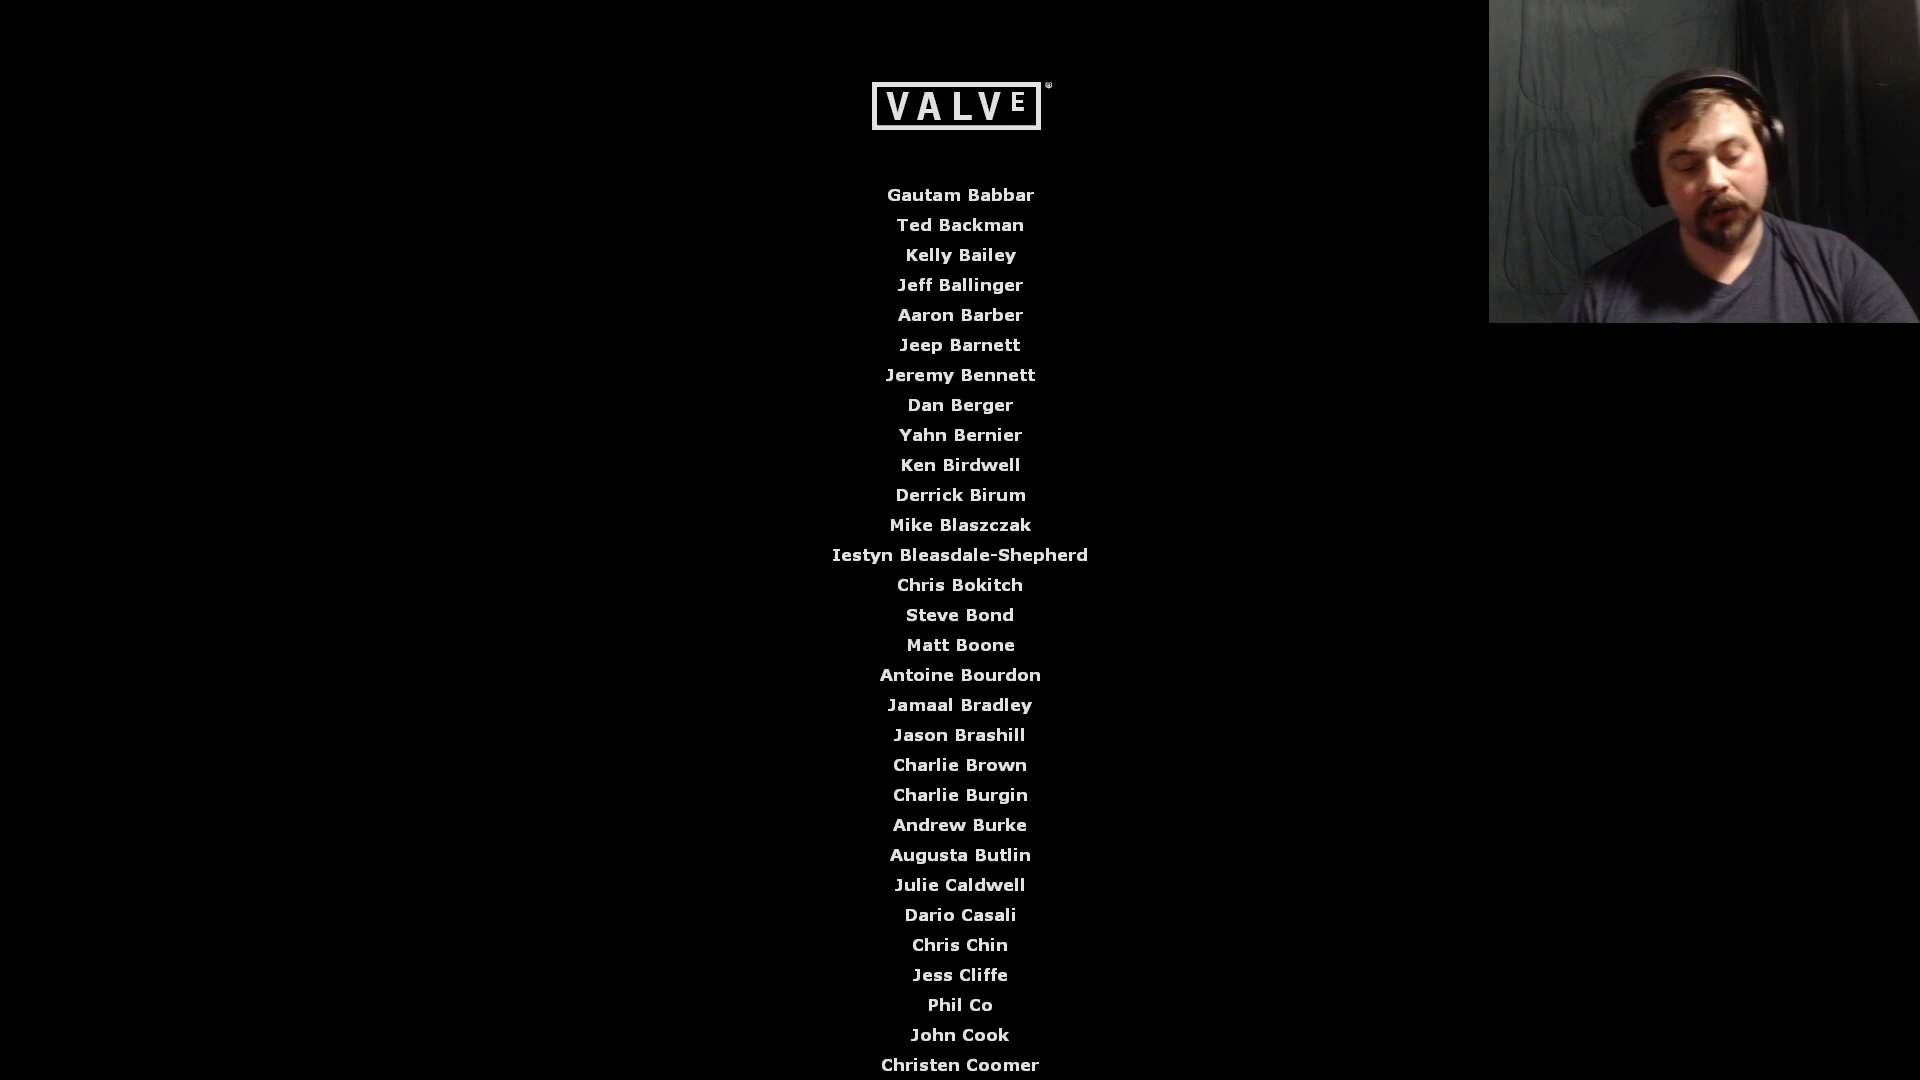 VALVE®
Gautam Babbar
Ted Backman
Kelly Bailey
Jeff Ballinger
Aaron Barber
Jeep Barnett
Jeremy Bennett
Dan Berger
Yahn Bernier
Ken Birdwell
Derrick Birum
Mike Blaszczak
Iestyn Bleasdale-Shepherd
Chris Bokitch
Steve Bond
Matt Boone
Antoine Bourdon
Jamaal Bradley
Jason Brashill
Charlie Brown
Charlie Burgin
Andrew Burke
Augusta Butlin
Julie Caldwell
Dario Casali
Chris Chin
Jess Cliffe
Phil Co
John Cook
Christen Coomer